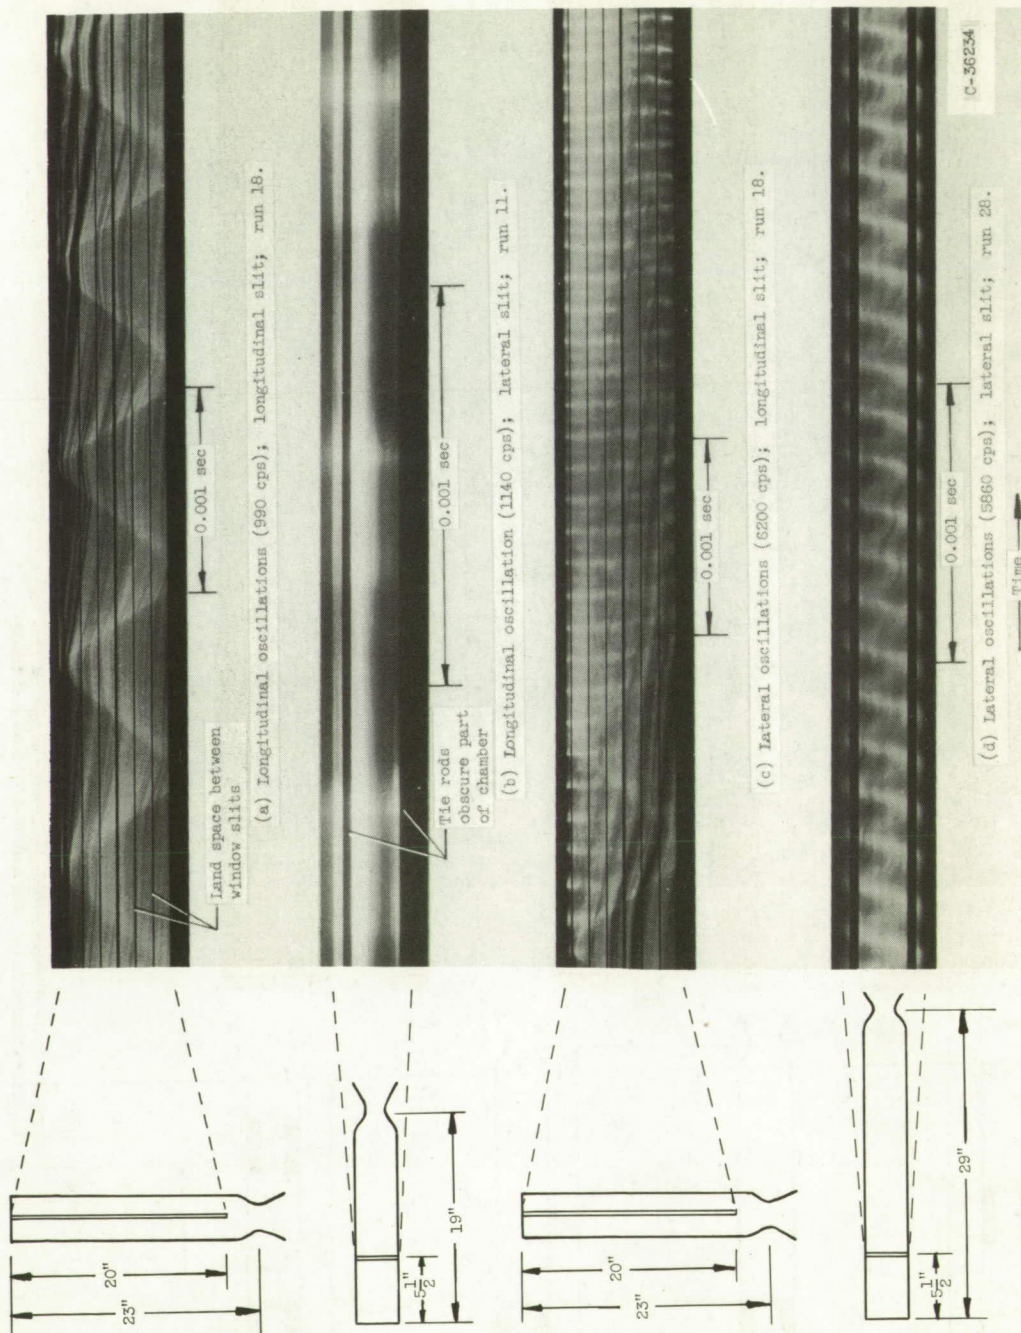 Land space between
window slits
0.001 sec
(a) Longitudinal oscillations (990 cps); longitudinal slit; run 18.
20"
23"
Tie rods
obscure part
of chamber
0.001 sec
(b) Longitudinal oscillation (1140 cps); lateral slit; run 11.
5 1/2"
19"
0.001 sec
(c) Lateral oscillations (6200 cps); longitudinal slit; run 18.
20"
23"
0.001 sec
(d) Lateral oscillations (5860 cps); lateral slit; run 28.
5 1/2"
29"
Time
C-36234